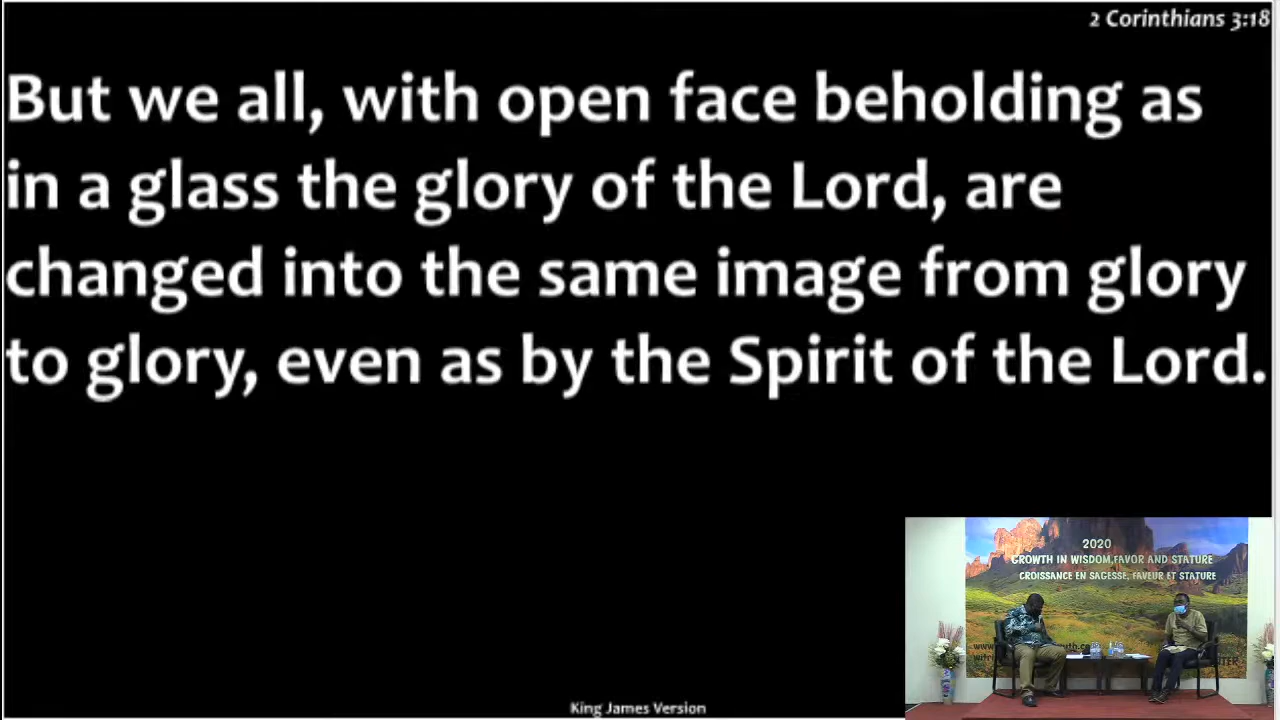 2 Corinthians 3:18
But we all, with open face beholding as
in a glass the glory of the Lord, are
changed into the same image from glory
to glory, even as by the Spirit of the Lord.
2020
GROWTH IN WISDOM,FAVOR AND STATURE
CROISSANCE EN SAGESSE, FAVEUR ET STATURE
King James Version